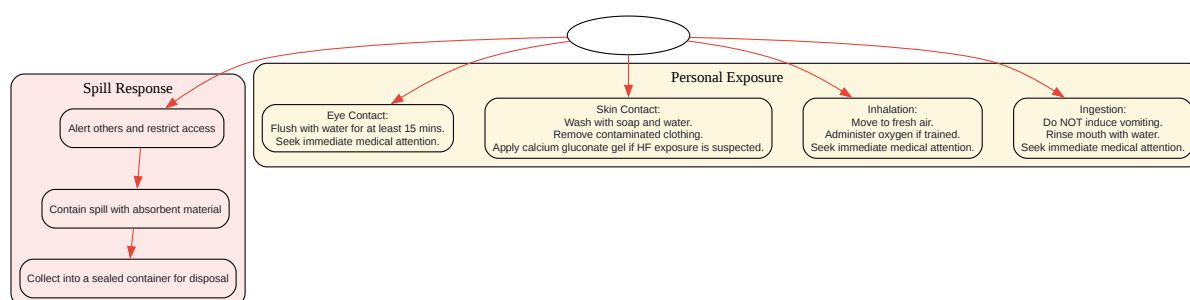 Spill Response
Alert others and restrict access
Contain spill with absorbent material
Collect into a sealed container for disposal
Personal Exposure
Eye Contact:
Flush with water for at least 15 mins.
Seek immediate medical attention.
Skin Contact:
Wash with soap and water.
Remove contaminated clothing.
Apply calcium gluconate gel if HF exposure is suspected.
Inhalation:
Move to fresh air.
Administer oxygen if trained.
Seek immediate medical attention.
Ingestion:
Do NOT induce vomiting.
Rinse mouth with water.
Seek immediate medical attention.